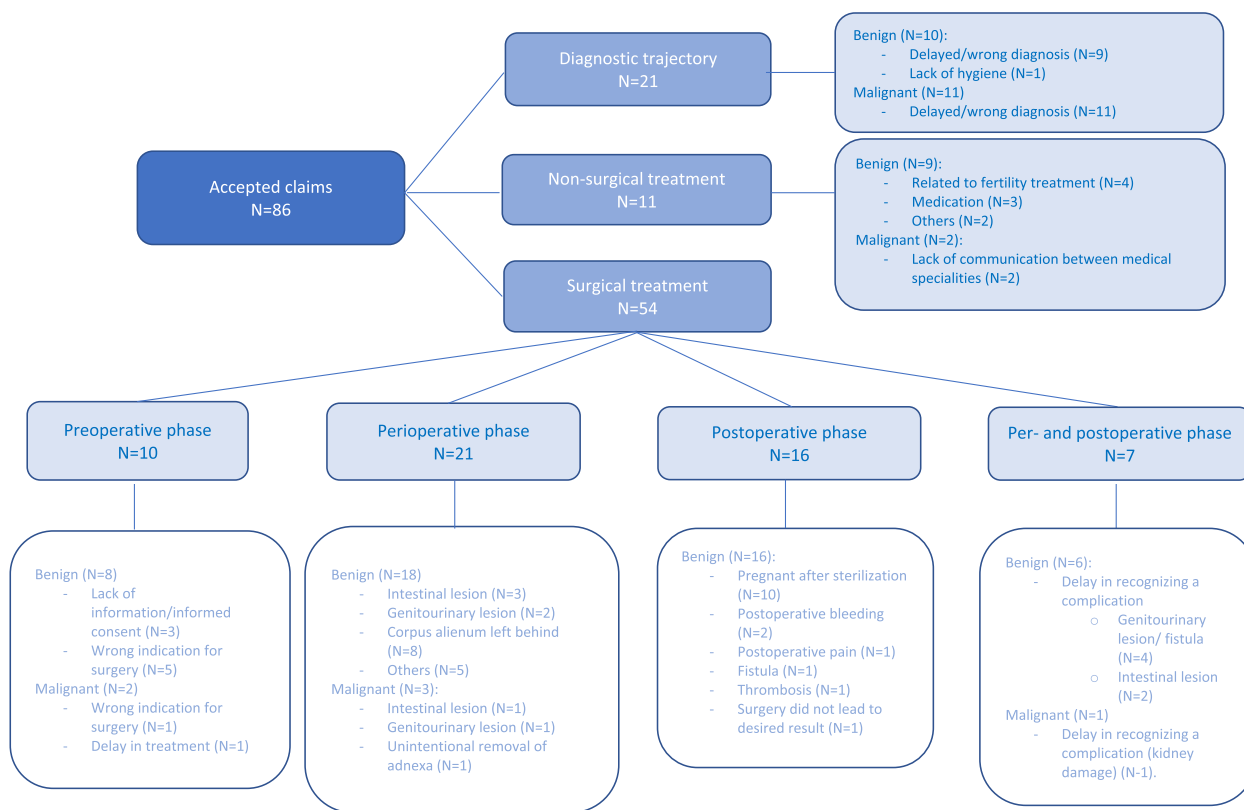 Accepted claims
N=86
Diagnostic trajectory
N=21
Benign (N=10):
- Delayed/wrong diagnosis (N=9)
- Lack of hygiene (N=1)
Malignant (N=11)
- Delayed/wrong diagnosis (N=11)
Non-surgical treatment
N=11
Benign (N=9):
- Related to fertility treatment (N=4)
- Medication (N=3)
- Others (N=2)
Malignant (N=2):
- Lack of communication between medical
specialities (N=2)
Surgical treatment
N=54
Preoperative phase
N=10
Benign (N=8)
- Lack of
information/informed
consent (N=3)
- Wrong indication for
surgery (N=5)
Malignant (N=2)
- Wrong indication for
surgery (N=1)
- Delay in treatment (N=1)
Perioperative phase
N=21
Benign (N=18)
- Intestinal lesion (N=3)
- Genitourinary lesion (N=2)
- Corpus alienum left behind
(N=8)
- Others (N=5)
Malignant (N=3):
- Intestinal lesion (N=1)
- Genitourinary lesion (N=1)
- Unintentional removal of
adnexa (N=1)
Postoperative phase
N=16
Benign (N=16):
- Pregnant after sterilization
(N=10)
- Postoperative bleeding
(N=2)
- Postoperative pain (N=1)
- Fistula (N=1)
- Thrombosis (N=1)
- Surgery did not lead to
desired result (N=1)
Per- and postoperative phase
N=7
Benign (N=6):
- Delay in recognizing a
complication
o Genitourinary
lesion/ fistula
(N=4)
o Intestinal lesion
(N=2)
Malignant (N=1)
- Delay in recognizing a
complication (kidney
damage) (N-1).